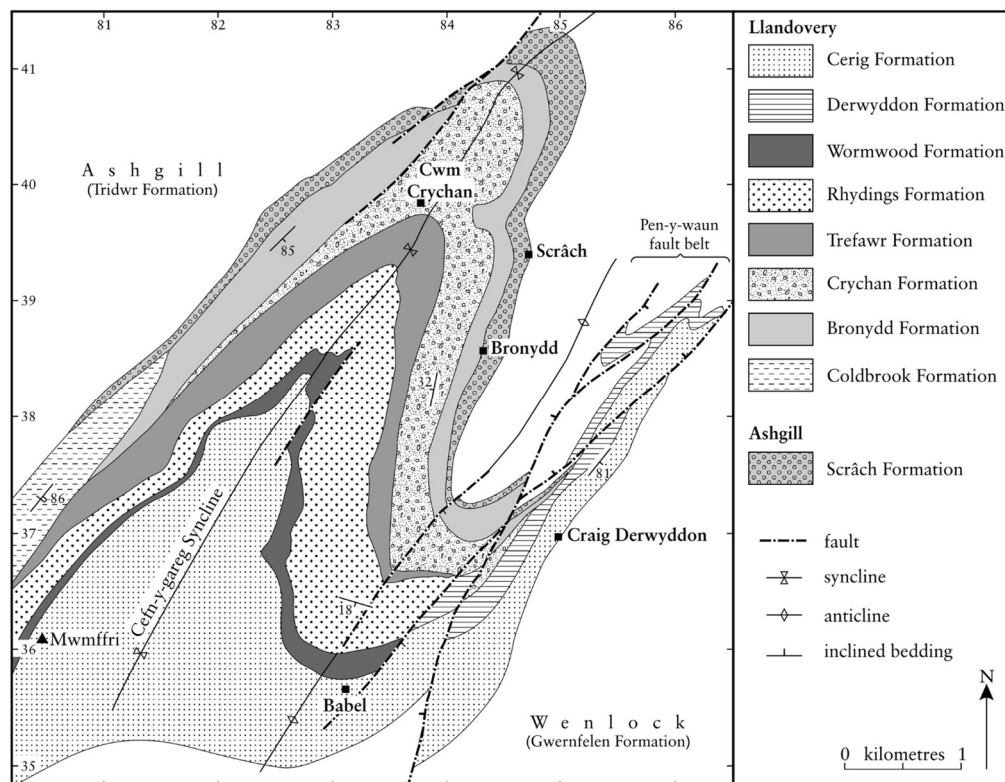 81
82
83
84
85
86
41
40
39
38
37
36
35
Ashgill
(Tridwr Formation)
Cwm
Crychan
Pen-y-waun
fault belt
Scrâch
85
Bronydd
32
86
81
Craig Derwyddon
Cefn-y-gareg Syncline
18
Mwmffri
Babel
Wenlock
(Gwernfelen Formation)
Llandovery
Cerig Formation
Derwyddon Formation
Wormwood Formation
Rhydings Formation
Trefawr Formation
Crychan Formation
Bronydd Formation
Coldbrook Formation
Ashgill
Scrâch Formation
fault
syncline
anticline
inclined bedding
N
0 kilometres 1